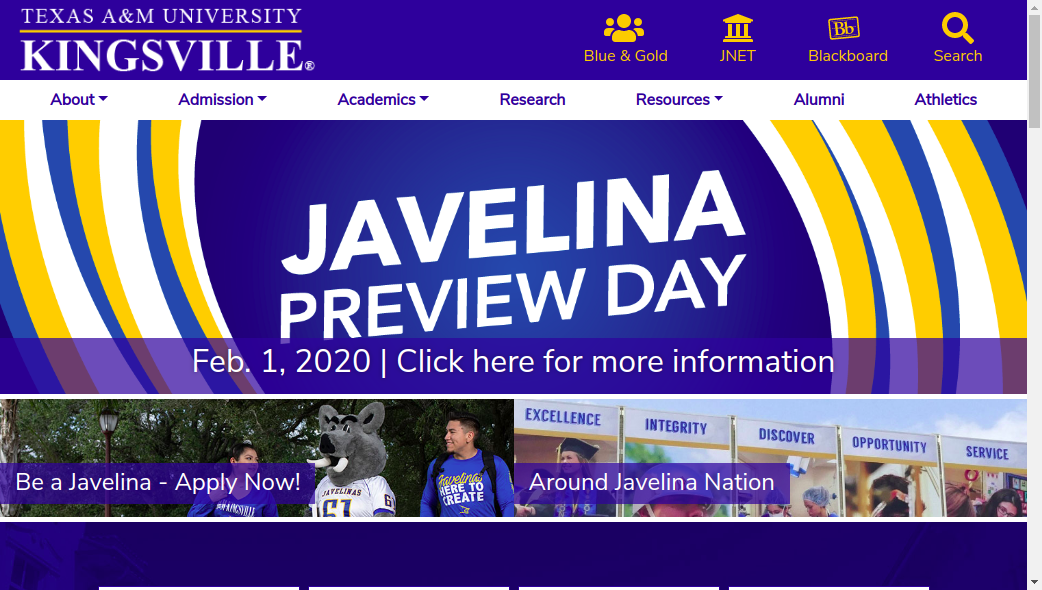 TEXAS A&M UNIVERSITY
KINGSVILLE®
Blue & Gold
JNET
Bb
Blackboard
Search
About
Admission
Academics
Research
Resources
Alumni
Athletics
JAVELINA
PREVIEW DAY
Feb. 1, 2020 | Click here for more information
EXCELLENCE
INTEGRITY
DISCOVER
OPPORTUNITY
SERVICE
Be a Javelina - Apply Now!
Around Javelina Nation
JAVELINAS
Javelinas
HERE TO
CREATE